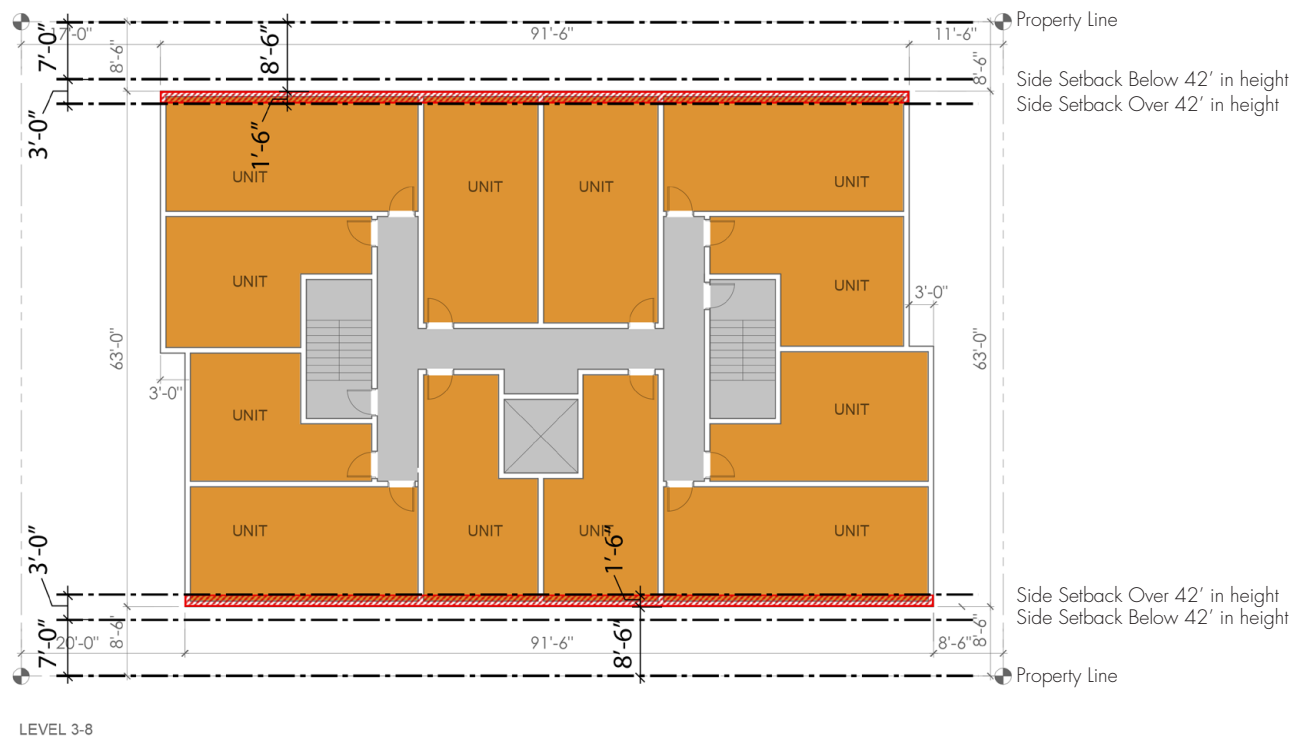 Property Line
17'-0" 91'-6" 11'-6"
7'-0" 8'-6" 8'-6" 8'-6"
Side Setback Below 42' in height
Side Setback Over 42' in height
3'-0" 1'-6"
UNIT UNIT UNIT UNIT
UNIT UNIT
3'-0"
63'-0" 63'-0"
3'-0"
UNIT UNIT
UNIT UNIT UNIT UNIT
3'-0" 1'-6"
Side Setback Over 42' in height
Side Setback Below 42' in height
7'-0" 8'-6" 8'-6" 8'-6"
20'-0" 91'-6" 8'-6"
Property Line
LEVEL 3-8